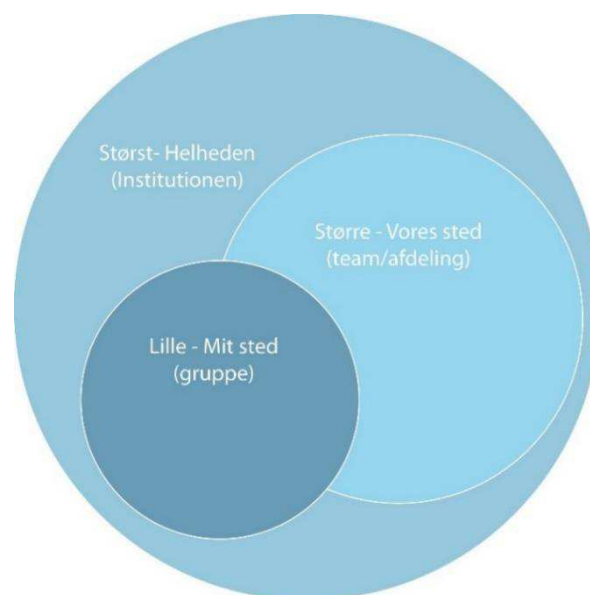 Størst- Helheden
(Institutionen)
Større - Vores sted
(team/afdeling)
Lille - Mit sted
(gruppe)